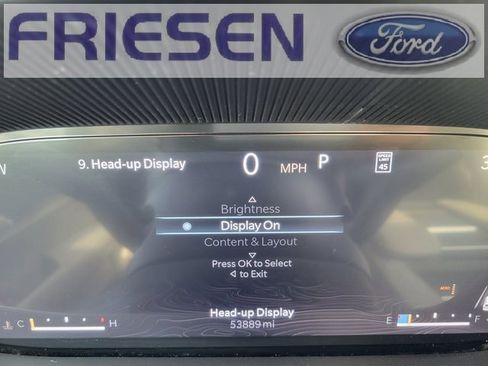 FRIESEN
Ford
N
9. Head-up Display
0 MPH
P
SPEED LIMIT 45
3
Brightness
Display On
Content & Layout
Press OK to Select
◁ to Exit
Head-up Display
53889 mi
C
H
E
F